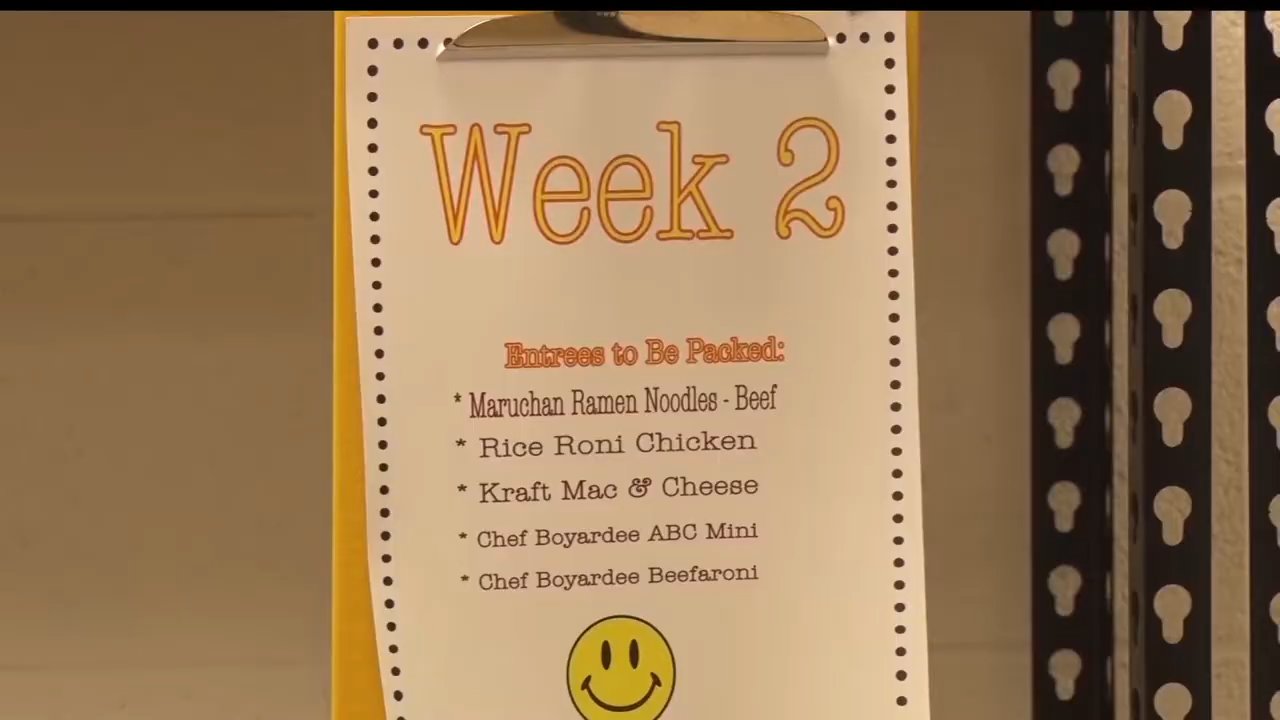 Week 2
Entrees to Be Packed:
* Maruchan Ramen Noodles - Beef
* Rice Roni Chicken
* Kraft Mac & Cheese
* Chef Boyardee ABC Mini
* Chef Boyardee Beefaroni